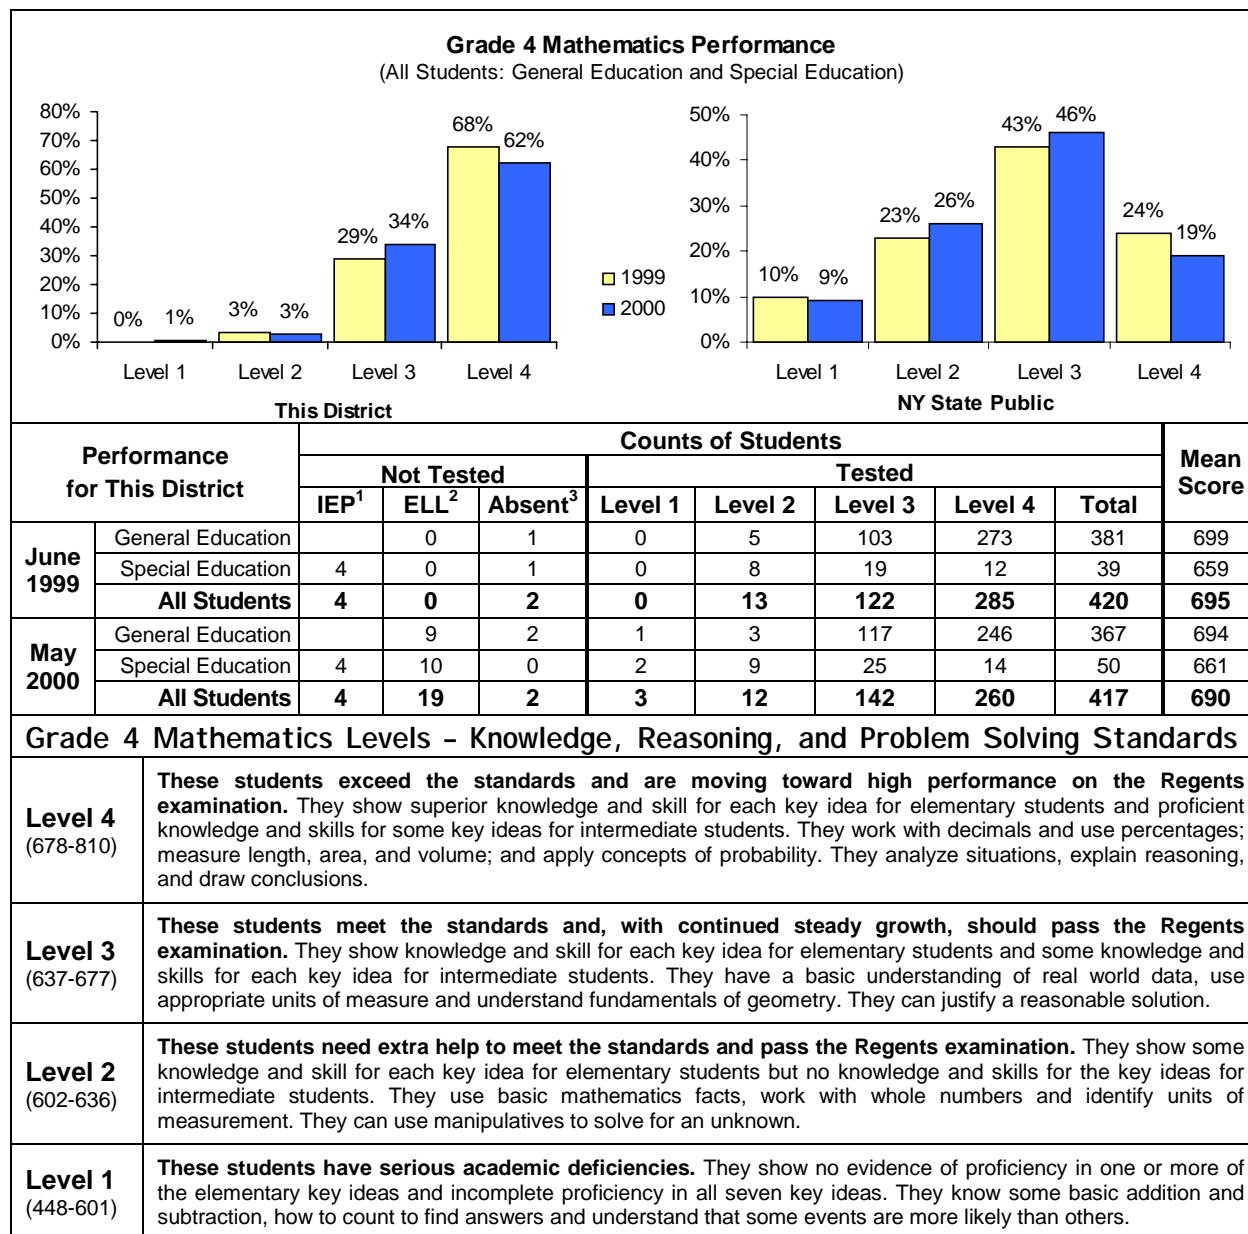 Grade 4 Mathematics Performance
(All Students: General Education and Special Education)
80%
70%
60%
50%
40%
30%
20%
10%
0%
0% 1% 3% 3% 29% 34% 68% 62%
Level 1 Level 2 Level 3 Level 4
This District
1999
2000
50%
40%
30%
20%
10%
0%
10% 9% 23% 26% 43% 46% 24% 19%
Level 1 Level 2 Level 3 Level 4
NY State Public
Performance for This District Counts of Students Mean Score
Not Tested Tested
IEP1 ELL2 Absent3 Level 1 Level 2 Level 3 Level 4 Total
June 1999
General Education 0 1 0 5 103 273 381 699
Special Education 4 0 1 0 8 19 12 39 659
All Students 4 0 2 0 13 122 285 420 695
May 2000
General Education 9 2 1 3 117 246 367 694
Special Education 4 10 0 2 9 25 14 50 661
All Students 4 19 2 3 12 142 260 417 690
Grade 4 Mathematics Levels – Knowledge, Reasoning, and Problem Solving Standards
Level 4
(678-810)
These students exceed the standards and are moving toward high performance on the Regents
examination. They show superior knowledge and skill for each key idea for elementary students and proficient
knowledge and skills for some key ideas for intermediate students. They work with decimals and use percentages;
measure length, area, and volume; and apply concepts of probability. They analyze situations, explain reasoning,
and draw conclusions.
Level 3
(637-677)
These students meet the standards and, with continued steady growth, should pass the Regents
examination. They show knowledge and skill for each key idea for elementary students and some knowledge and
skills for each key idea for intermediate students. They have a basic understanding of real world data, use
appropriate units of measure and understand fundamentals of geometry. They can justify a reasonable solution.
Level 2
(602-636)
These students need extra help to meet the standards and pass the Regents examination. They show some
knowledge and skill for each key idea for elementary students but no knowledge and skills for the key ideas for
intermediate students. They use basic mathematics facts, work with whole numbers and identify units of
measurement. They can use manipulatives to solve for an unknown.
Level 1
(448-601)
These students have serious academic deficiencies. They show no evidence of proficiency in one or more of
the elementary key ideas and incomplete proficiency in all seven key ideas. They know some basic addition and
subtraction, how to count to find answers and understand that some events are more likely than others.